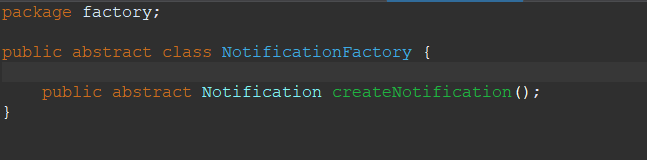 package factory;
public abstract class NotificationFactory {
public abstract Notification createNotification();
}